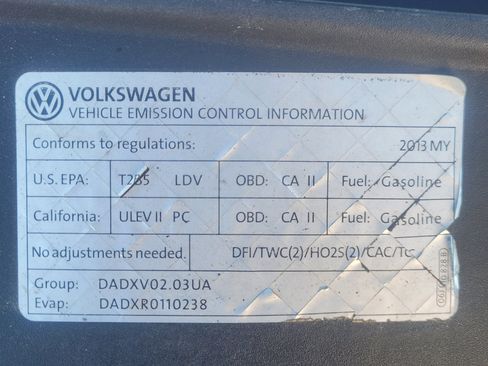 VOLKSWAGEN
VEHICLE EMISSION CONTROL INFORMATION
Conforms to regulations: 2013 MY
U.S. EPA: T2B5 LDV OBD: CA II Fuel: Gasoline
California: ULEV II PC OBD: CA II Fuel: Gasoline
No adjustments needed. DFI/TWC(2)/HO2S(2)/CAC/TC
Group: DADXV02.03UA
Evap: DADXR0110238